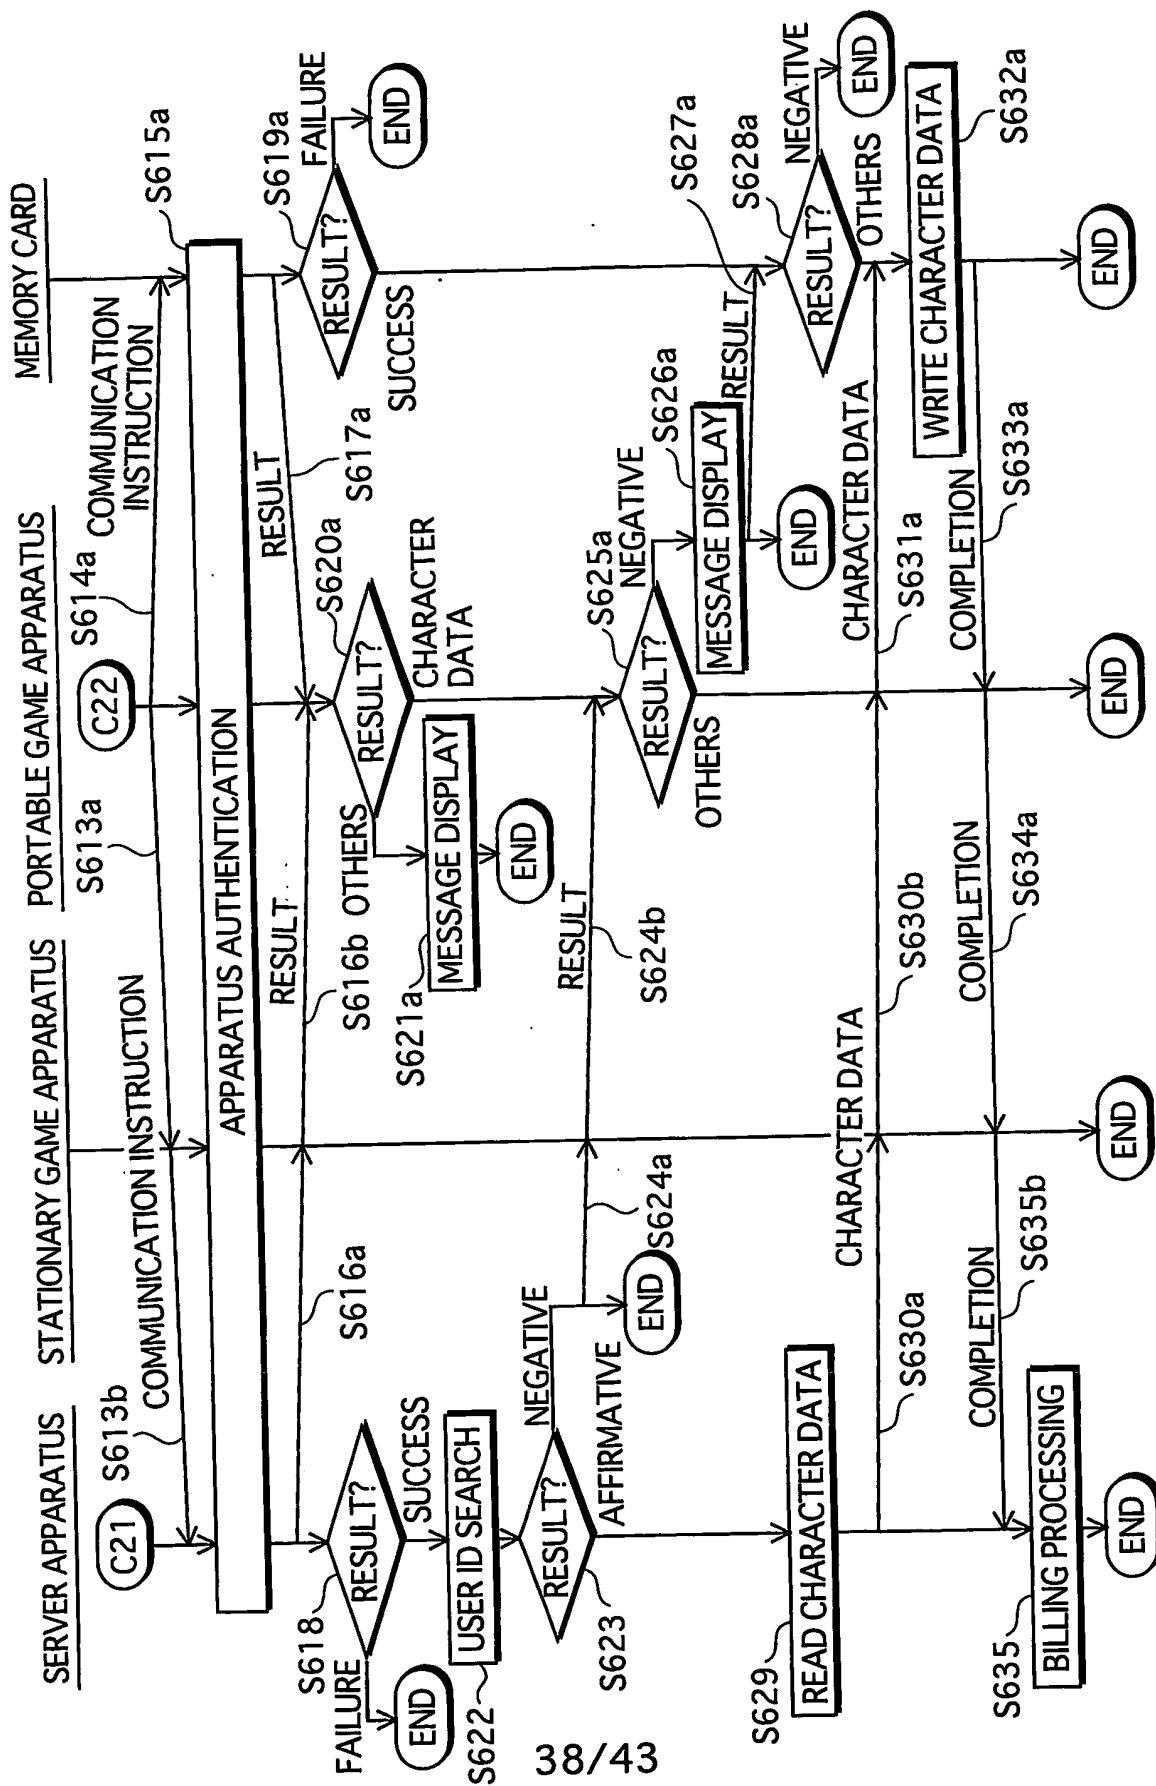 SERVER APPARATUS
STATIONARY GAME APPARATUS
PORTABLE GAME APPARATUS
MEMORY CARD
C21
S613b
COMMUNICATION INSTRUCTION
S613a
C22
S614a
COMMUNICATION
INSTRUCTION
S615a
APPARATUS AUTHENTICATION
S616a
RESULT
S616b
RESULT
S617a
S618
RESULT?
FAILURE
END
SUCCESS
S619a
RESULT?
FAILURE
END
SUCCESS
S620a
RESULT?
OTHERS
CHARACTER
DATA
S621a
MESSAGE DISPLAY
END
S622
USER ID SEARCH
S623
RESULT?
NEGATIVE
AFFIRMATIVE
END
S624a
RESULT
S624b
S625a
RESULT?
NEGATIVE
OTHERS
S626a
MESSAGE DISPLAY
END
RESULT
S627a
S628a
RESULT?
NEGATIVE
END
OTHERS
S629
READ CHARACTER DATA
S630a
CHARACTER DATA
S630b
CHARACTER DATA
S631a
WRITE CHARACTER DATA
S632a
COMPLETION
S633a
COMPLETION
S634a
COMPLETION
S635b
S635
BILLING PROCESSING
END
END
END
END
38/43